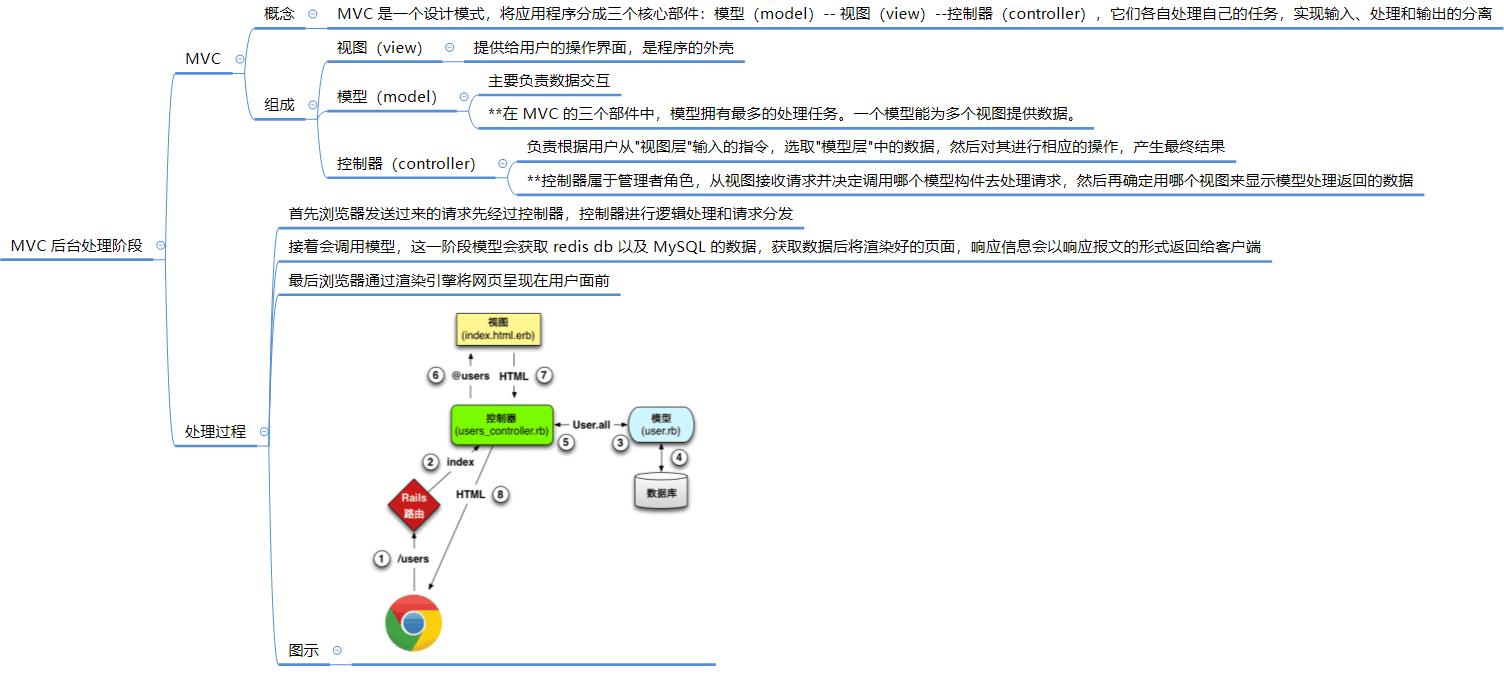 MVC 后台处理阶段
MVC
概念
MVC 是一个设计模式，将应用程序分成三个核心部件：模型（model）-- 视图（view）--控制器（controller），它们各自处理自己的任务，实现输入、处理和输出的分离
组成
视图（view）
提供给用户的操作界面，是程序的外壳
模型（model）
主要负责数据交互
**在 MVC 的三个部件中，模型拥有最多的处理任务。一个模型能为多个视图提供数据。
控制器（controller）
负责根据用户从"视图层"输入的指令，选取"模型层"中的数据，然后对其进行相应的操作，产生最终结果
**控制器属于管理者角色，从视图接收请求并决定调用哪个模型构件去处理请求，然后再确定用哪个视图来显示模型处理返回的数据
处理过程
首先浏览器发送过来的请求先经过控制器，控制器进行逻辑处理和请求分发
接着会调用模型，这一阶段模型会获取 redis db 以及 MySQL 的数据，获取数据后将渲染好的页面，响应信息会以响应报文的形式返回给客户端
最后浏览器通过渲染引擎将网页呈现在用户面前
图示
视图
(index.html.erb)
6 @users HTML 7
控制器
(users_controller.rb)
User.all
5 3
模型
(user.rb)
4
数据库
2 index
HTML 8
Rails
路由
1 /users